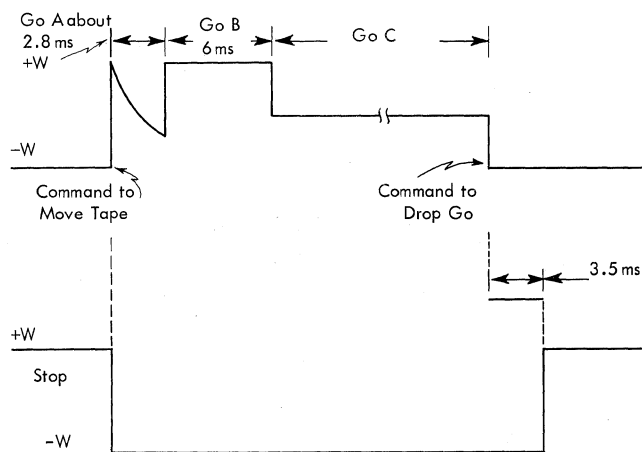 Go A about
2.8 ms
+W
Go B
6 ms
Go C
-W
Command to
Move Tape
Command to
Drop Go
3.5 ms
+W
Stop
-W